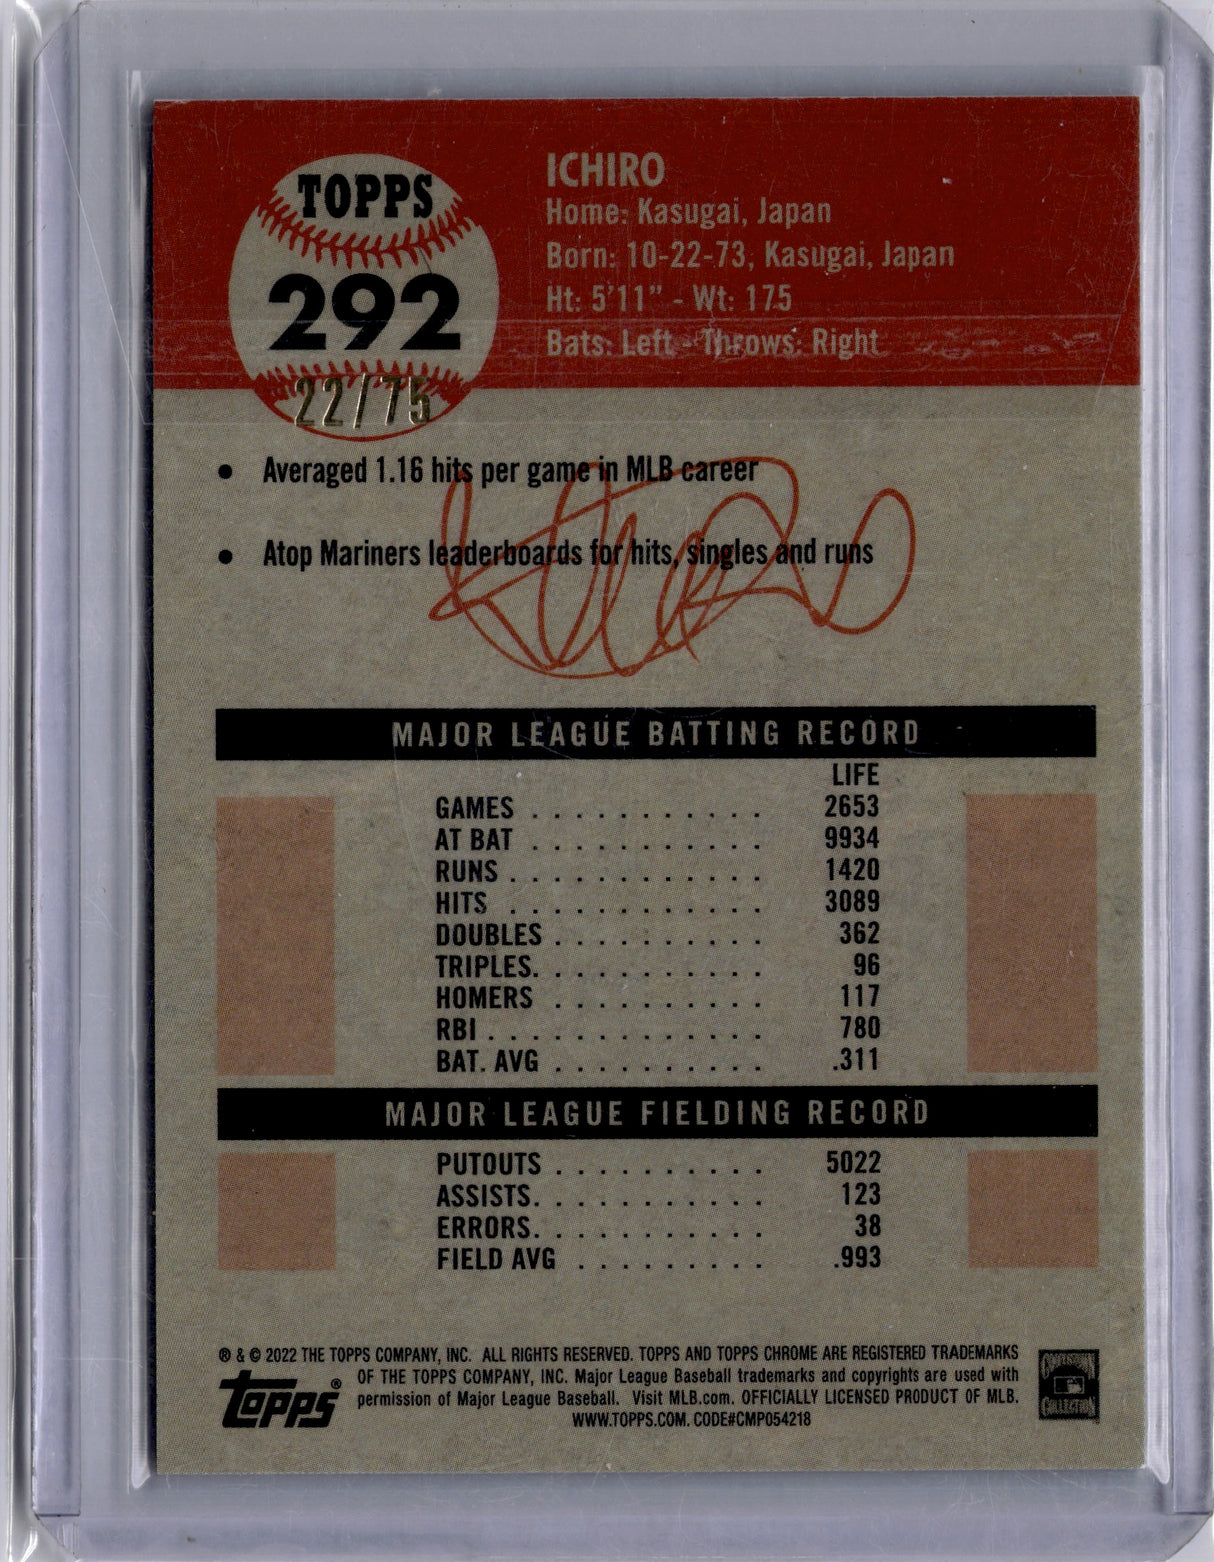 TOPPS
292
22/75
ICHIRO
Home: Kasugai, Japan
Born: 10-22-73, Kasugai, Japan
Ht: 5'11" - Wt: 175
Bats: Left - Throws: Right
• Averaged 1.16 hits per game in MLB career
• Atop Mariners leaderboards for hits, singles and runs
MAJOR LEAGUE BATTING RECORD
LIFE
GAMES . . . . . . . . . . . 2653
AT BAT . . . . . . . . . . . 9934
RUNS . . . . . . . . . . . . 1420
HITS . . . . . . . . . . . . 3089
DOUBLES . . . . . . . . . . 362
TRIPLES. . . . . . . . . . . 96
HOMERS . . . . . . . . . . 117
RBI . . . . . . . . . . . . . 780
BAT. AVG . . . . . . . . . . .311
MAJOR LEAGUE FIELDING RECORD
PUTOUTS . . . . . . . . . . 5022
ASSISTS. . . . . . . . . . . 123
ERRORS. . . . . . . . . . . 38
FIELD AVG . . . . . . . . . .993
® & © 2022 THE TOPPS COMPANY, INC. ALL RIGHTS RESERVED. TOPPS AND TOPPS CHROME ARE REGISTERED TRADEMARKS
OF THE TOPPS COMPANY, INC. Major League Baseball trademarks and copyrights are used with
permission of Major League Baseball. Visit MLB.com. OFFICIALLY LICENSED PRODUCT OF MLB.
WWW.TOPPS.COM. CODE#CMP054218
Topps®
COOPERSTOWN
COLLECTION